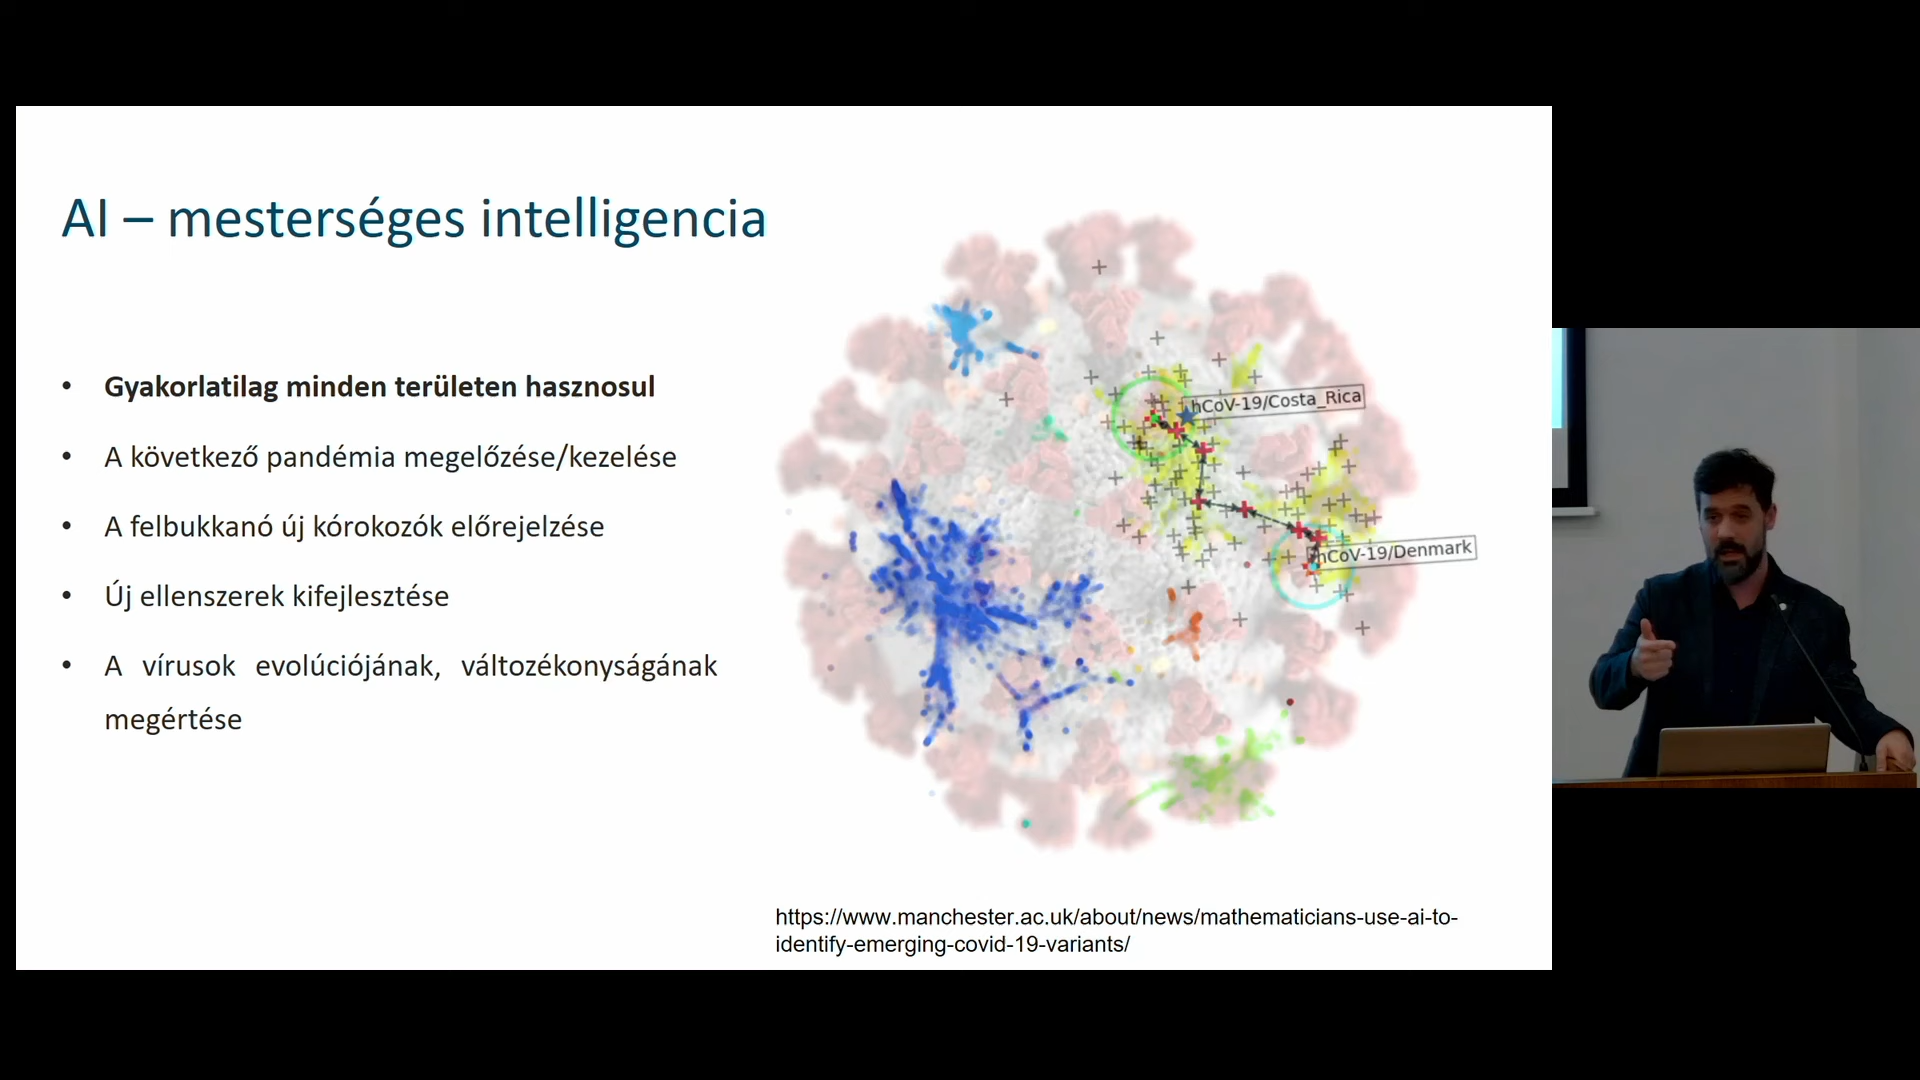 AI – mesterséges intelligencia
• Gyakorlatilag minden területen hasznosul
• A következő pandémia megelőzése/kezelése
• A felbukkanó új kórokozók előrejelzése
• Új ellenszerek kifejlesztése
• A vírusok evolúciójának, változékonyságának
megértése
hCoV-19/Costa_Rica
hCoV-19/Denmark
https://www.manchester.ac.uk/about/news/mathematicians-use-ai-to-
identify-emerging-covid-19-variants/